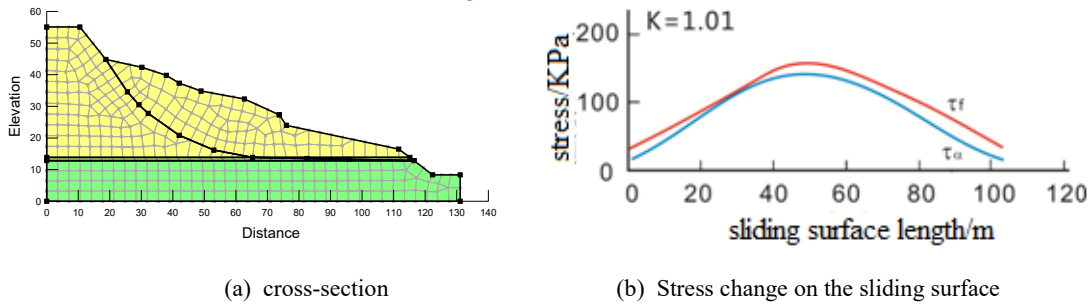 60
50
40
30
20
10
0
Elevation
0 10 20 30 40 50 60 70 80 90 100 110 120 130 140
Distance
(a) cross-section
K=1.01
200
100
0
stress/KPa
τf
τα
0 20 40 60 80 100 120
sliding surface length/m
(b) Stress change on the sliding surface